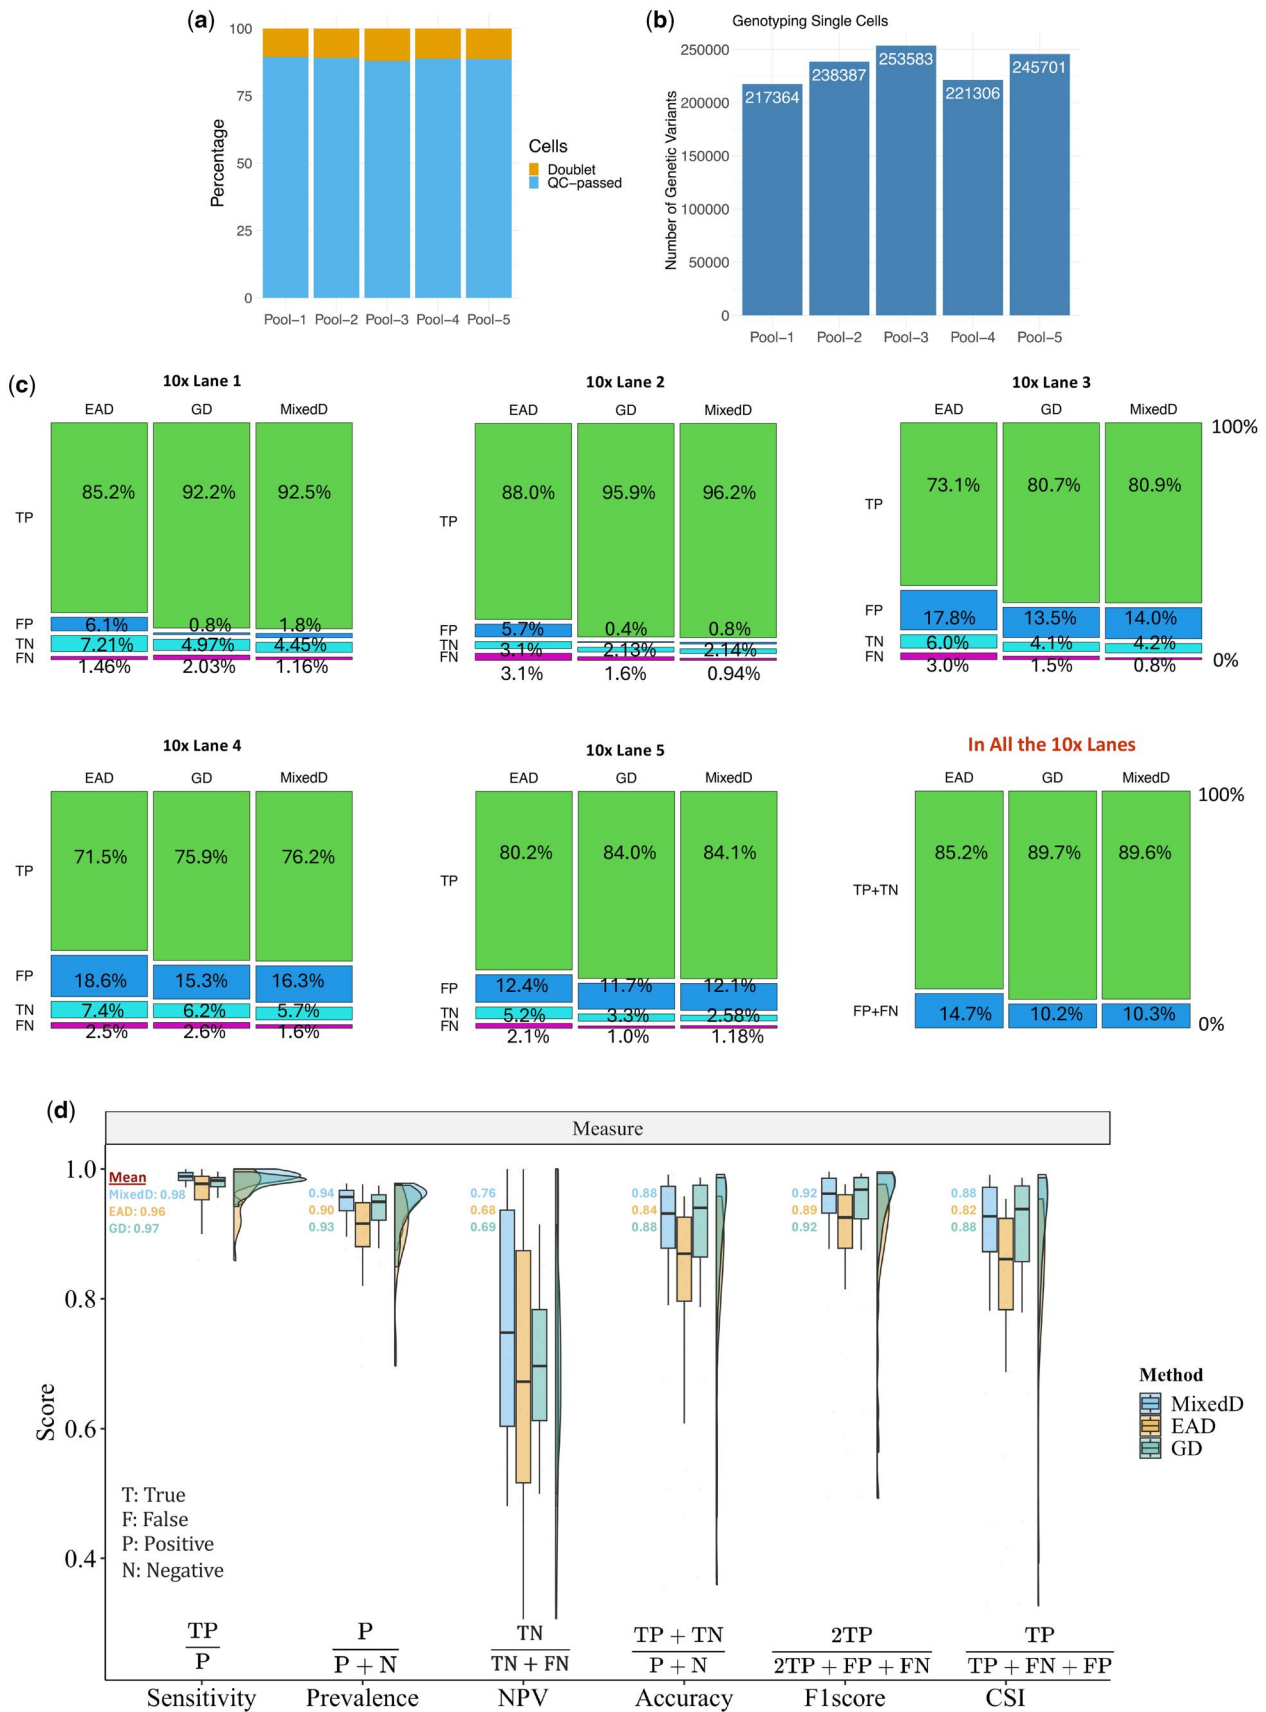 (a)
100
75
50
25
0
Percentage
Pool-1 Pool-2 Pool-3 Pool-4 Pool-5
Cells
Doublet
QC-passed
(b)
Genotyping Single Cells
250000
200000
150000
100000
50000
0
Number of Genetic Variants
217364
238387
253583
221306
245701
Pool-1 Pool-2 Pool-3 Pool-4 Pool-5
(c)
10x Lane 1
EAD GD MixedD
TP 85.2% 92.2% 92.5%
FP 6.1% 0.8% 1.8%
TN 7.21% 4.97% 4.45%
FN 1.46% 2.03% 1.16%
10x Lane 2
EAD GD MixedD
TP 88.0% 95.9% 96.2%
FP 5.7% 0.4% 0.8%
TN 3.1% 2.13% 2.14%
FN 3.1% 1.6% 0.94%
10x Lane 3
EAD GD MixedD
100%
TP 73.1% 80.7% 80.9%
FP 17.8% 13.5% 14.0%
TN 6.0% 4.1% 4.2%
FN 3.0% 1.5% 0.8%
0%
10x Lane 4
EAD GD MixedD
TP 71.5% 75.9% 76.2%
FP 18.6% 15.3% 16.3%
TN 7.4% 6.2% 5.7%
FN 2.5% 2.6% 1.6%
10x Lane 5
EAD GD MixedD
TP 80.2% 84.0% 84.1%
FP 12.4% 11.7% 12.1%
TN 5.2% 3.3% 2.58%
FN 2.1% 1.0% 1.18%
In All the 10x Lanes
EAD GD MixedD
100%
TP+TN 85.2% 89.7% 89.6%
FP+FN 14.7% 10.2% 10.3%
0%
(d)
Measure
1.0
0.8
0.6
0.4
Score
Mean
MixedD: 0.98
EAD: 0.96
GD: 0.97
0.94
0.90
0.93
0.76
0.68
0.69
0.88
0.84
0.88
0.92
0.89
0.92
0.88
0.82
0.88
T: True
F: False
P: Positive
N: Negative
Method
MixedD
EAD
GD
TP P TN TP + TN 2TP TP
P P + N TN + FN P + N 2TP + FP + FN TP + FN + FP
Sensitivity Prevalence NPV Accuracy F1score CSI